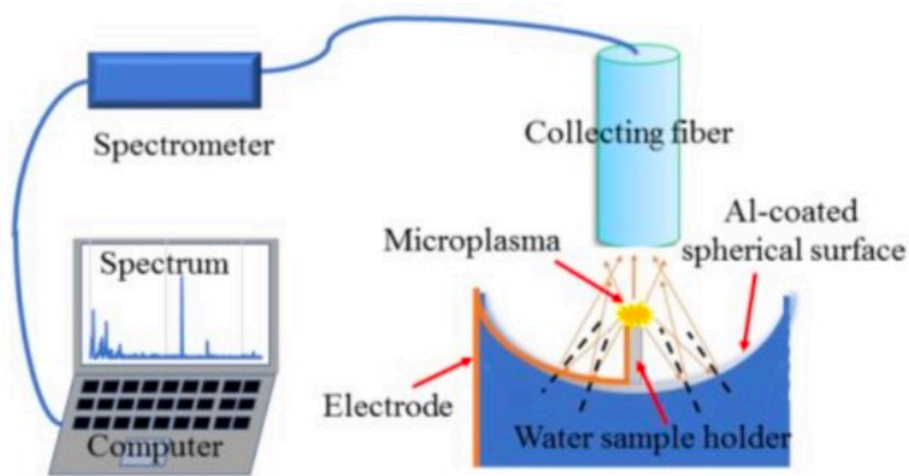 Spectrometer
Collecting fiber
Al-coated
spherical surface
Microplasma
Spectrum
Electrode
Water sample holder
Computer